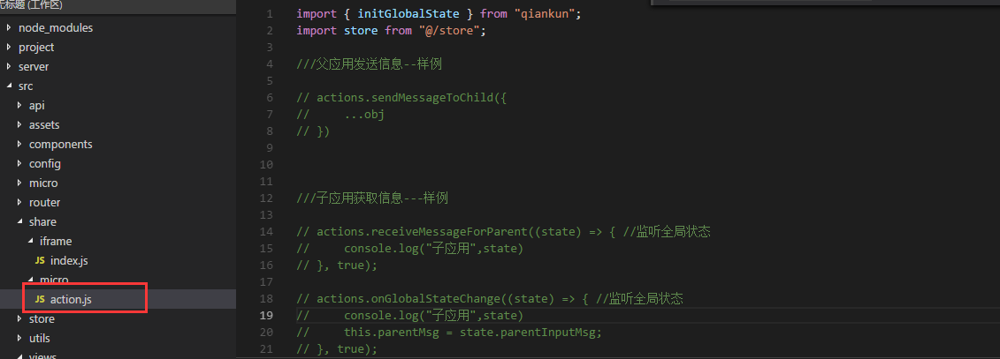 无标题 (工作区)
node_modules
project
server
src
api
assets
components
config
micro
router
share
iframe
JS index.js
micro
JS action.js
store
utils
views
1 import { initGlobalState } from "qiankun";
2 import store from "@/store";
3
4 ///父应用发送信息--样例
5
6 // actions.sendMessageToChild({
7 //     ...obj
8 // })
9
10
11
12 ///子应用获取信息---样例
13
14 // actions.receiveMessageForParent((state) => { //监听全局状态
15 //     console.log("子应用",state)
16 // }, true);
17
18 // actions.onGlobalStateChange((state) => { //监听全局状态
19 //     console.log("子应用",state)
20 //     this.parentMsg = state.parentInputMsg;
21 // }, true);